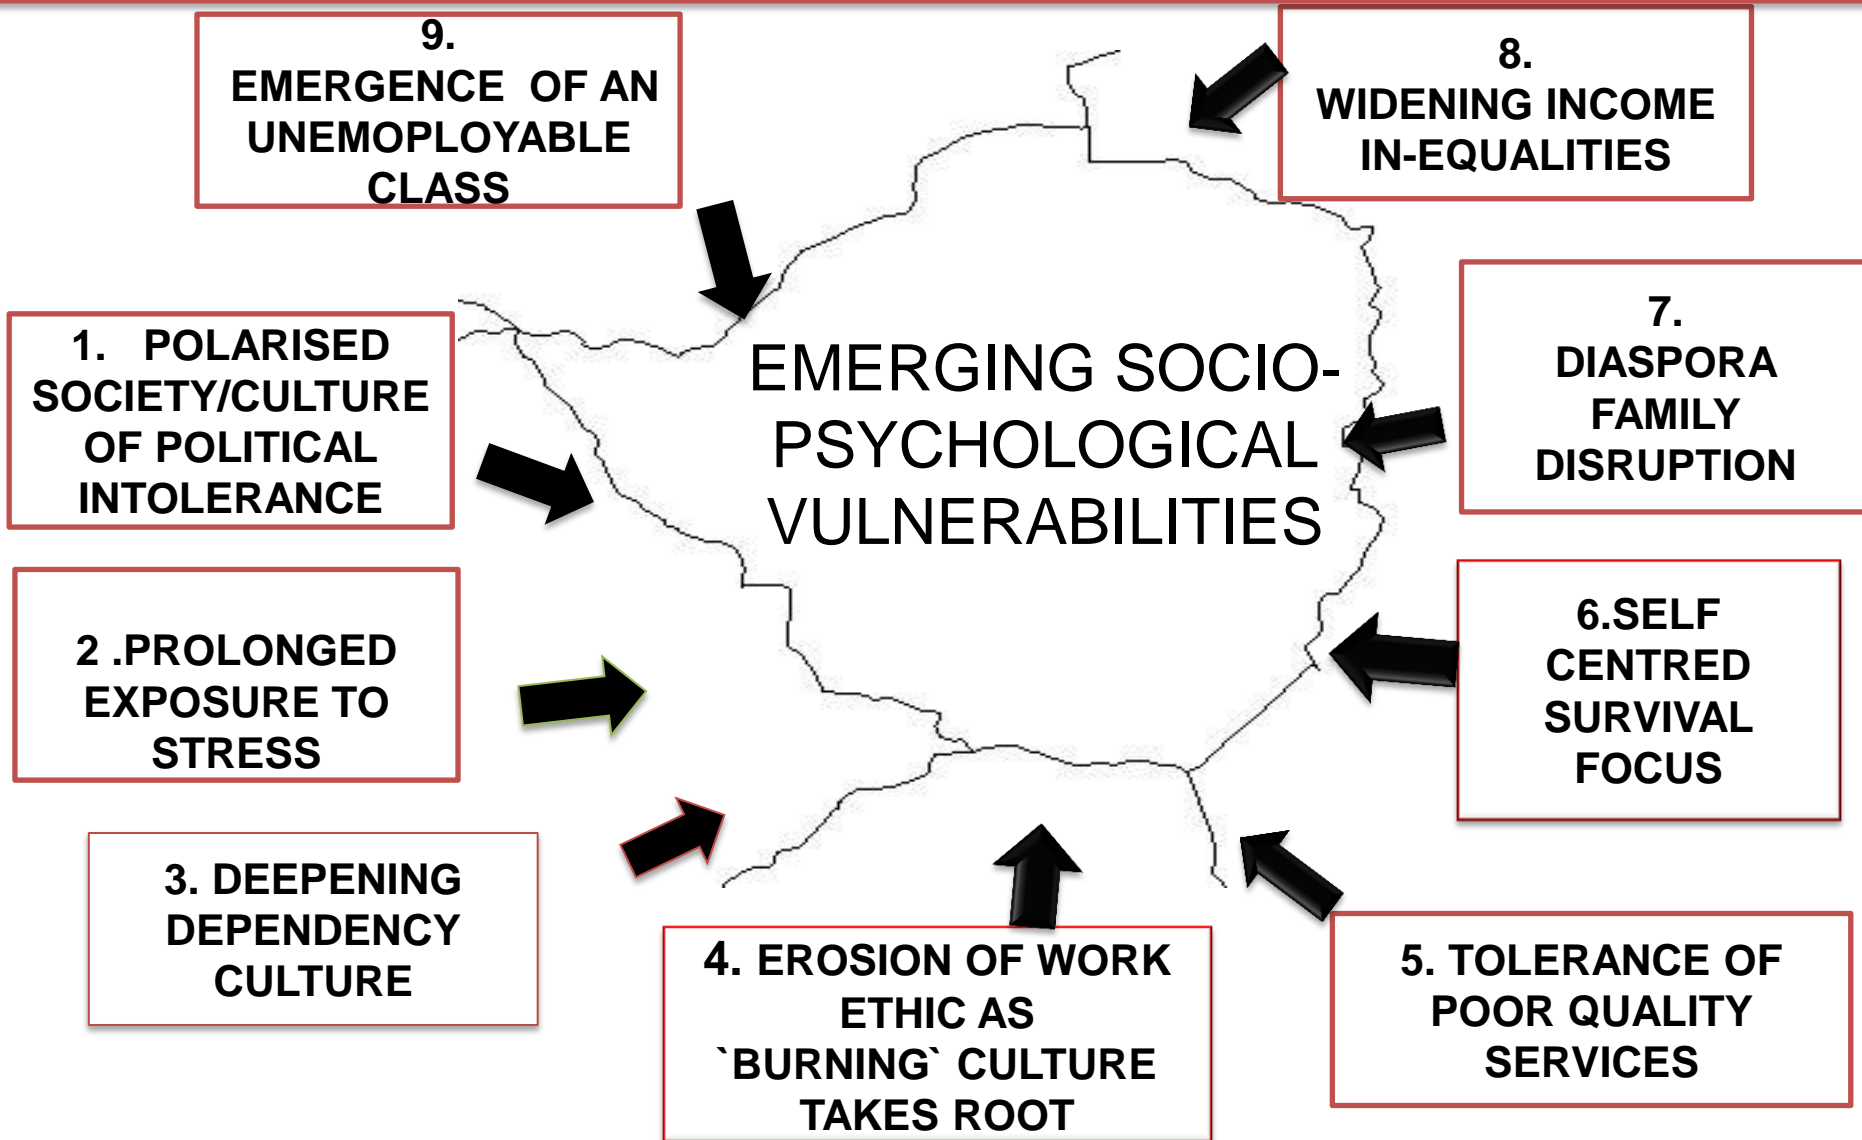 9.
EMERGENCE OF AN
UNEMOPLOYABLE
CLASS
8.
WIDENING INCOME
IN-EQUALITIES
1. POLARISED
SOCIETY/CULTURE
OF POLITICAL
INTOLERANCE
EMERGING SOCIO-
PSYCHOLOGICAL
VULNERABILITIES
7.
DIASPORA
FAMILY
DISRUPTION
2 .PROLONGED
EXPOSURE TO
STRESS
6.SELF
CENTRED
SURVIVAL
FOCUS
3. DEEPENING
DEPENDENCY
CULTURE
4. EROSION OF WORK
ETHIC AS
`BURNING` CULTURE
TAKES ROOT
5. TOLERANCE OF
POOR QUALITY
SERVICES